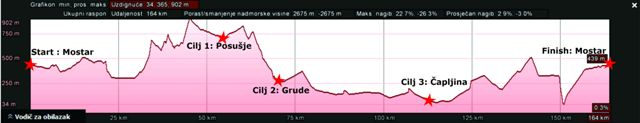 Grafikon min, pros, maks Uzdignuće 34, 365, 902 m
Ukupni raspon Udaljenost: 164 km Porast/smanjenje nadmorske visine: 2675 m, -2675 m Maks. nagib: 22.7%, -26.3% Prosječan nagib: 2.9%, -3.0%
902 m
750 m
500 m
250 m
34 m
Start : Mostar
Cilj 1: Posušje
Cilj 2: Grude
Cilj 3: Čapljina
Finish: Mostar
439 m
0.3%
25 km
50 km
75 km
100 km
125 km
150 km
164 km
Vodič za obilazak